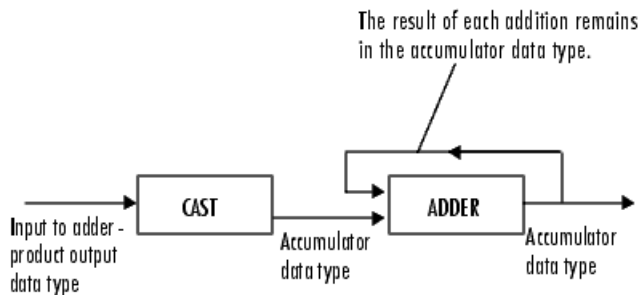 The result of each addition remains
in the accumulator data type.
CAST
ADDER
Input to adder -
product output
data type
Accumulator
data type
Accumulator
data type